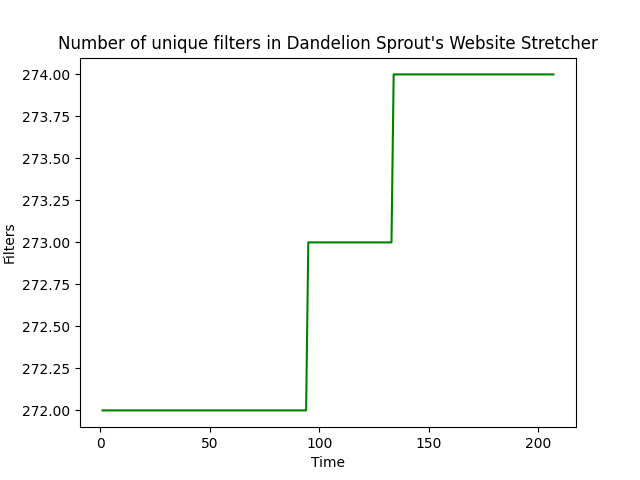 Number of unique filters in Dandelion Sprout's Website Stretcher
274.00
273.75
273.50
273.25
273.00
272.75
272.50
272.25
272.00
Filters
0 50 100 150 200
Time